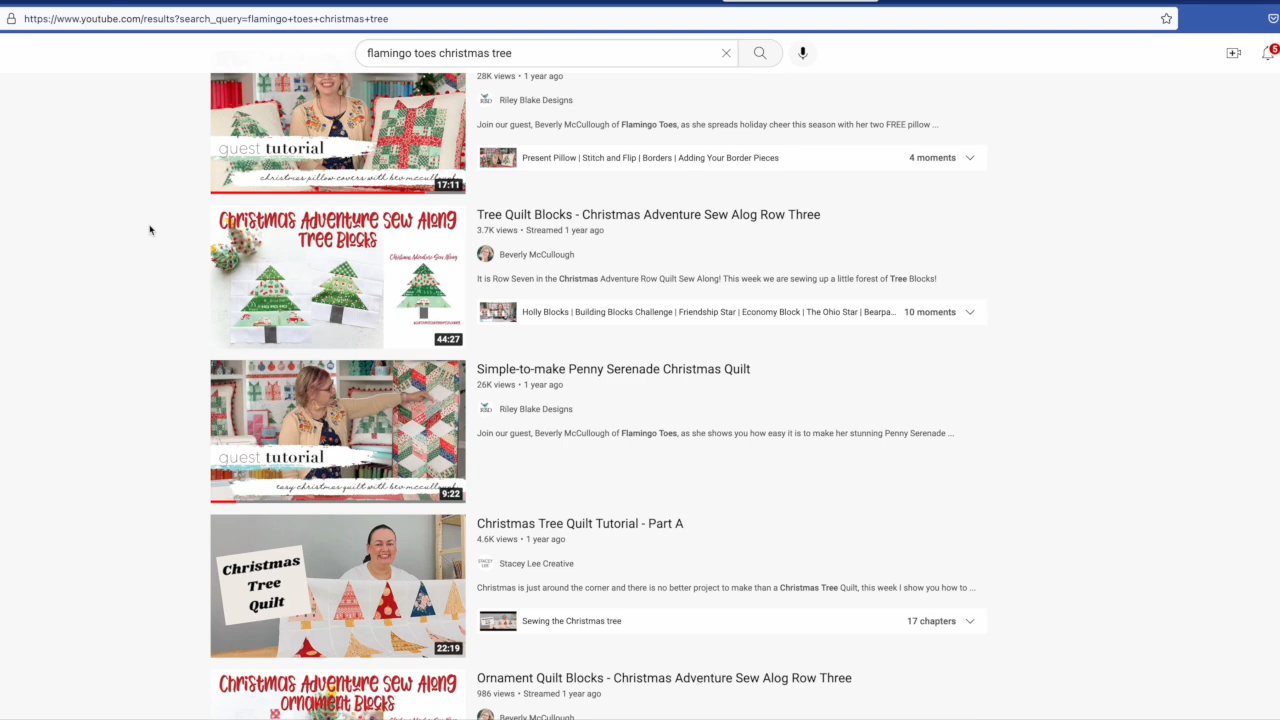 https://www.youtube.com/results?search_query=flamingo+toes+christmas+tree
flamingo toes christmas tree
5
28K views • 1 year ago
RBD
Riley Blake Designs
Join our guest, Beverly McCullough of Flamingo Toes, as she spreads holiday cheer this season with her two FREE pillow ...
Present Pillow | Stitch and Flip | Borders | Adding Your Border Pieces
4 moments
guest tutorial
christmas pillow covers with bev mccullough
17:11
Christmas Adventure Sew Along
Tree Blocks
Christmas Adventure Sew Along
44:27
Tree Quilt Blocks - Christmas Adventure Sew Alog Row Three
3.7K views • Streamed 1 year ago
Beverly McCullough
It is Row Seven in the Christmas Adventure Row Quilt Sew Along! This week we are sewing up a little forest of Tree Blocks!
Holly Blocks | Building Blocks Challenge | Friendship Star | Economy Block | The Ohio Star | Bearpa...
10 moments
guest tutorial
easy christmas quilt with bev mccullough
9:22
Simple-to-make Penny Serenade Christmas Quilt
26K views • 1 year ago
RBD
Riley Blake Designs
Join our guest, Beverly McCullough of Flamingo Toes, as she shows you how easy it is to make her stunning Penny Serenade ...
Christmas
Tree
Quilt
22:19
Christmas Tree Quilt Tutorial - Part A
4.6K views • 1 year ago
STACEY LEE
Stacey Lee Creative
Christmas is just around the corner and there is no better project to make than a Christmas Tree Quilt, this week I show you how to ...
Sewing the Christmas tree
17 chapters
Christmas Adventure Sew Along
Ornament Blocks
Ornament Quilt Blocks - Christmas Adventure Sew Alog Row Three
986 views • Streamed 1 year ago
Beverly McCullough